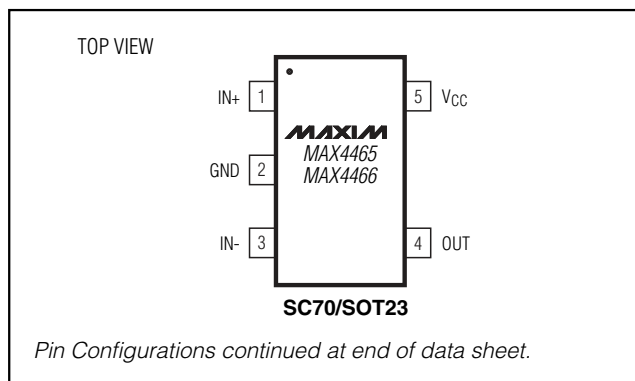 TOP VIEW
IN+ 1
5 VCC
MAXIM
MAX4465
MAX4466
GND 2
IN- 3
4 OUT
SC70/SOT23
Pin Configurations continued at end of data sheet.